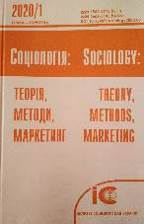 2020/1
Соціологія: Sociology:
ТЕОРІЯ, THEORY,
МЕТОДИ, METHODS,
МАРКЕТИНГ MARKETING